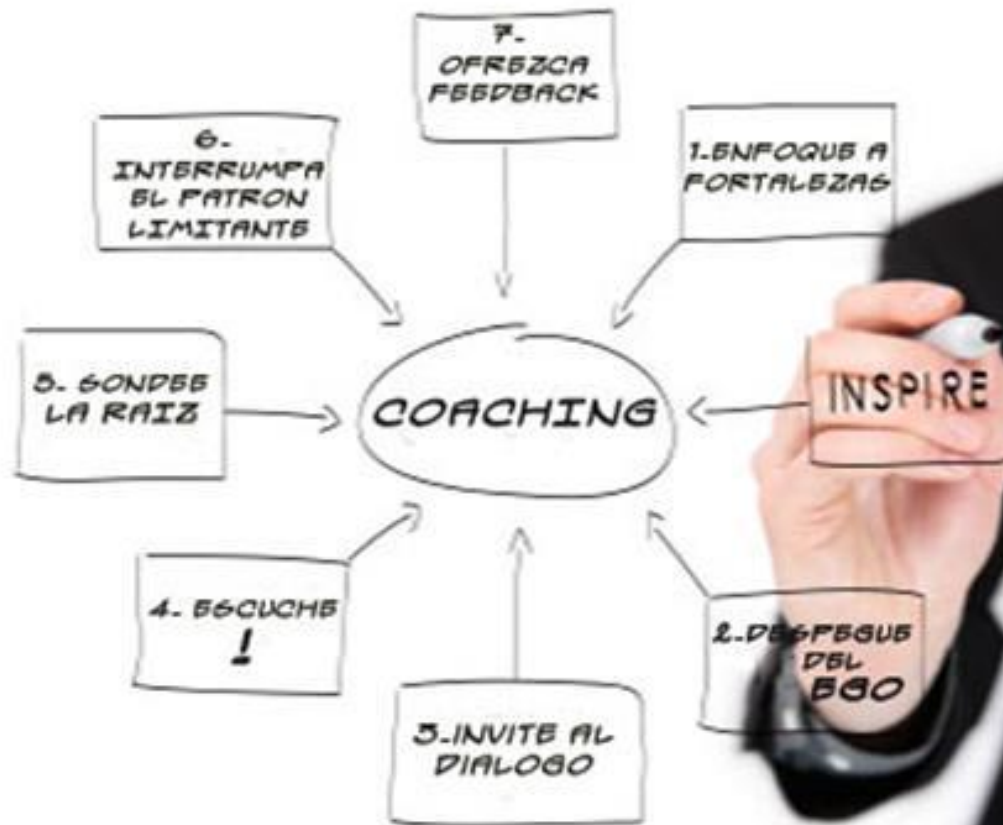 7.-
OFREZCA
FEEDBACK
1.ENFOQUE A
FORTALEZAS
INSPIRE
2.DESPEGUE
DEL
EGO
3.INVITE AL
DIALOGO
4. ESCUCHE
!
5. SONDEE
LA RAIZ
6.-
INTERRUMPA
EL PATRON
LIMITANTE
COACHING